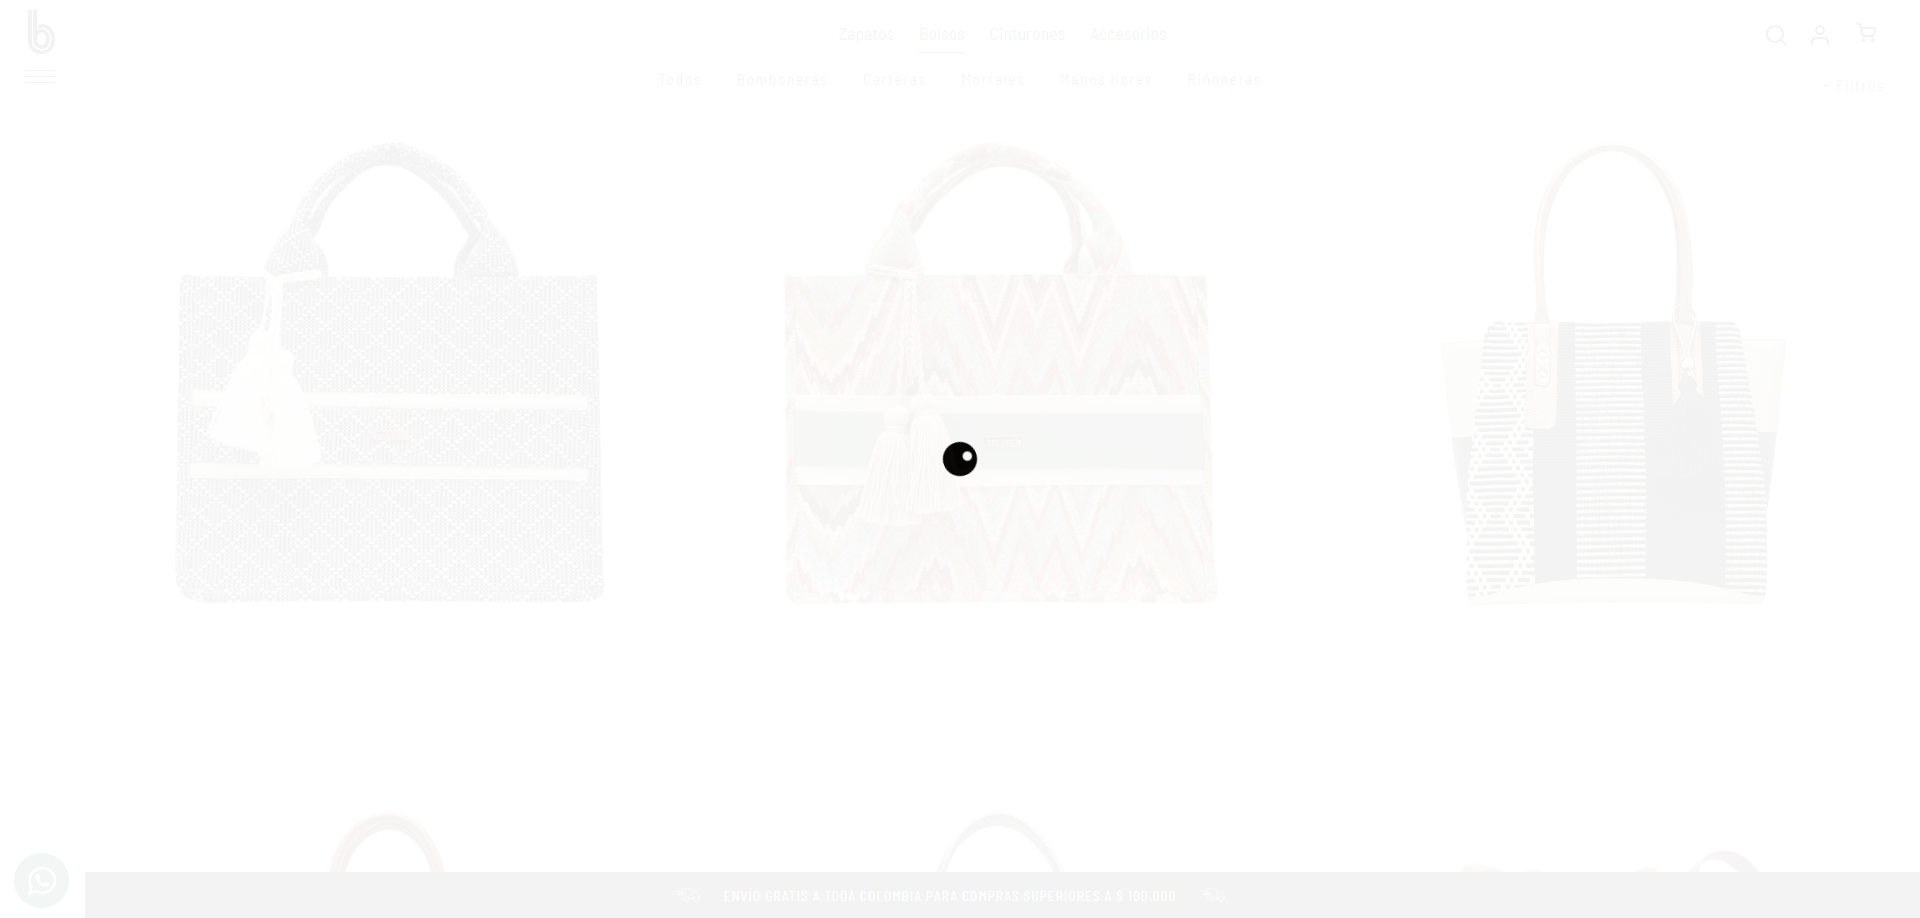 b
Zapatos Bolsos Cinturones Accesorios
Todos Bomboneras Carteras Morrales Manos libres Riñoneras
+ Filtros
ENVÍO GRATIS A TODA COLOMBIA PARA COMPRAS SUPERIORES A $ 100.000